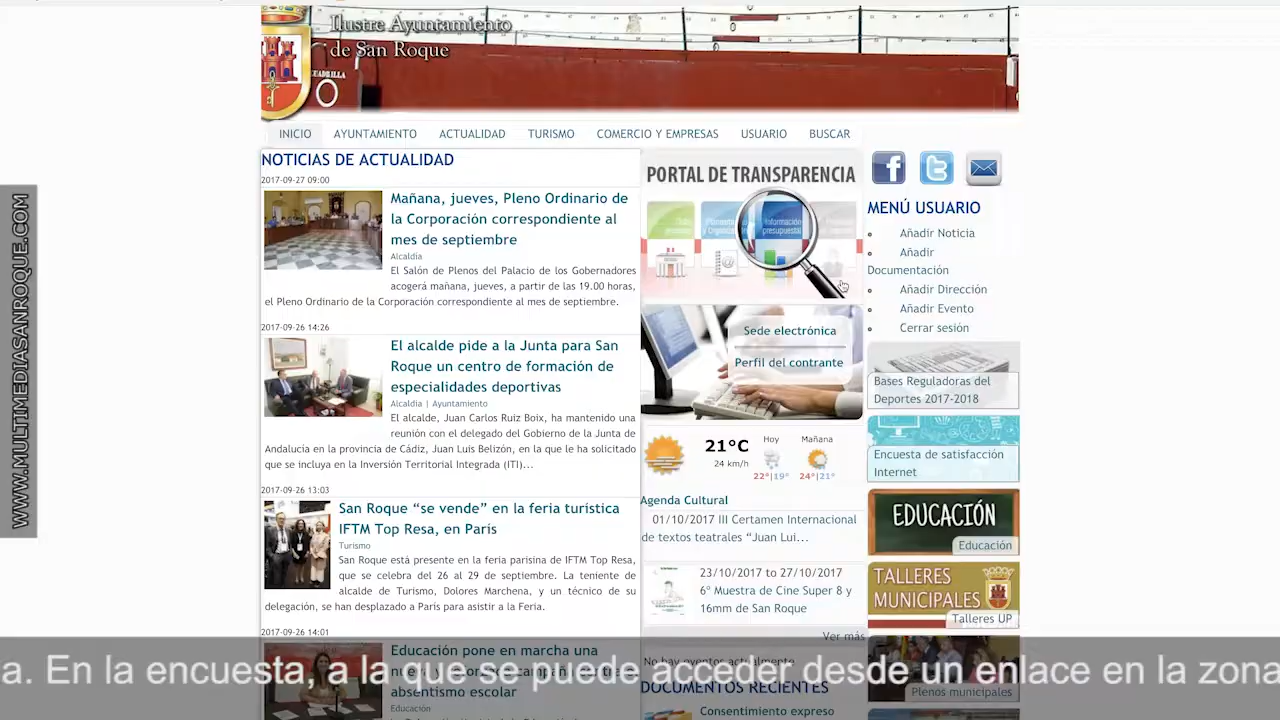 Ilustre Ayuntamiento
de San Roque
CUADRILLA
INICIO AYUNTAMIENTO ACTUALIDAD TURISMO COMERCIO Y EMPRESAS USUARIO BUSCAR
WWW.MULTIMEDIASANROQUE.COM
NOTICIAS DE ACTUALIDAD
2017-09-27 09:00
Mañana, jueves, Pleno Ordinario de
la Corporación correspondiente al
mes de septiembre
Alcaldía
El Salón de Plenos del Palacio de los Gobernadores
acogerá mañana, jueves, a partir de las 19.00 horas,
el Pleno Ordinario de la Corporación correspondiente al mes de septiembre.
2017-09-26 14:26
El alcalde pide a la Junta para San
Roque un centro de formación de
especialidades deportivas
Alcaldía | Ayuntamiento
El alcalde, Juan Carlos Ruiz Boix, ha mantenido una
reunión con el delegado del Gobierno de la Junta de
Andalucía en la provincia de Cádiz, Juan Luis Belizón, en la que le ha solicitado
que se incluya en la Inversión Territorial Integrada (ITI)...
2017-09-26 13:03
San Roque “se vende” en la feria turística
IFTM Top Resa, en París
Turismo
San Roque está presente en la feria parisina de IFTM Top Resa,
que se celebra del 26 al 29 de septiembre. La teniente de
alcalde de Turismo, Dolores Marchena, y un técnico de su
delegación, se han desplazado a París para asistir a la Feria.
2017-09-26 14:01
Educación pone en marcha una
absentismo escolar
Educación
PORTAL DE TRANSPARENCIA
Información
presupuestaria
Sede electrónica
Perfil del contratante
21°C
24 km/h
Hoy
22°|19°
Mañana
24°|21°
Agenda Cultural
01/10/2017 III Certamen Internacional
de textos teatrales “Juan Lui...
23/10/2017 to 27/10/2017
6º Muestra de Cine Super 8 y
16mm de San Roque
Ver más
No hay eventos actualmente
DOCUMENTOS RECIENTES
Consentimiento expreso
MENÚ USUARIO
Añadir Noticia
Añadir
Documentación
Añadir Dirección
Añadir Evento
Cerrar sesión
Bases Reguladoras del
Deportes 2017-2018
Encuesta de satisfacción
Internet
EDUCACIÓN
Educación
TALLERES
MUNICIPALES
Talleres UP
Plenos municipales
a. En la encuesta, a la que se puede acceder desde un enlace en la zona